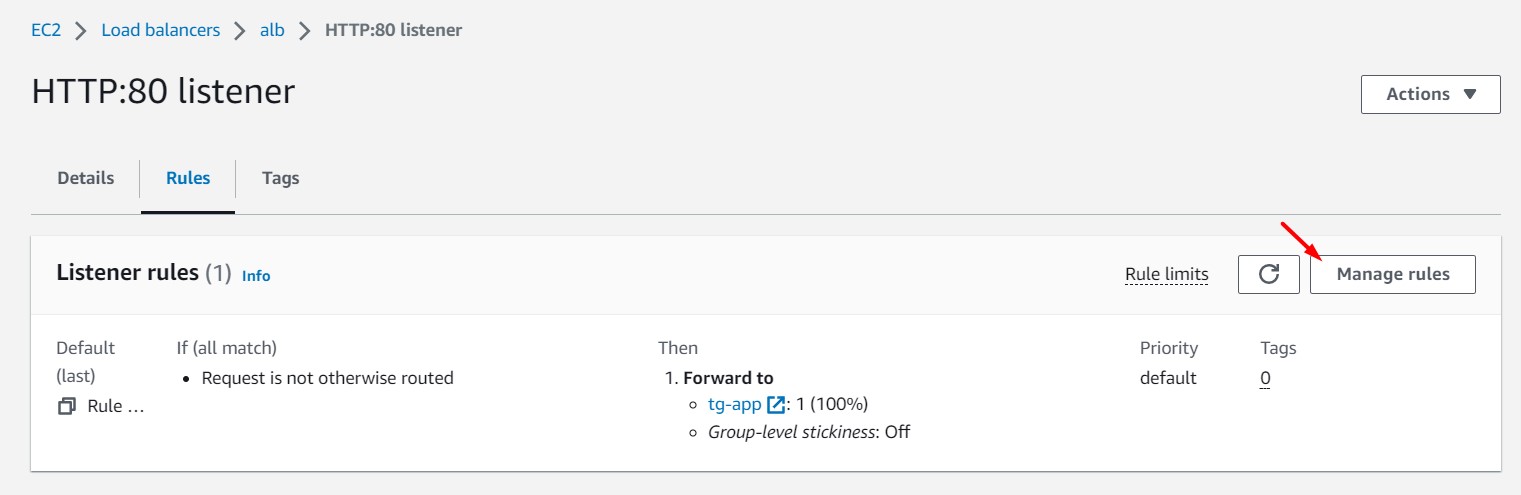 EC2 > Load balancers > alb > HTTP:80 listener
HTTP:80 listener
Actions
Details Rules Tags
Listener rules (1) Info
Rule limits
Manage rules
Default (last)
Rule …
If (all match)
• Request is not otherwise routed
Then
1. Forward to
tg-app : 1 (100%)
Group-level stickiness: Off
Priority
default
Tags
0